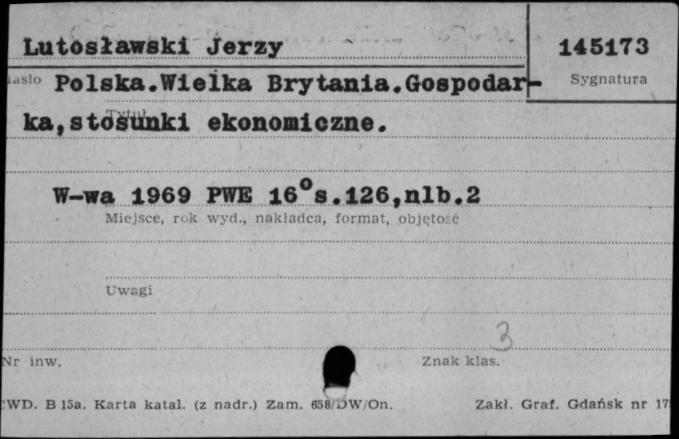 Lutosławski Jerzy 145173
Hasło Polska.Wielka Brytania.Gospodar- Sygnatura
Tytuł
ka,stosunki ekonomiczne.
W-wa 1969 PWE 16° s.126,nlb.2
Miejsce, rok wyd., nakładca, format, objętość
Uwagi
3
Nr inw. Znak klas.
WD. B 15a. Karta katal. (z nadr.) Zam. 658/DW/On. Zakł. Graf. Gdańsk nr 17